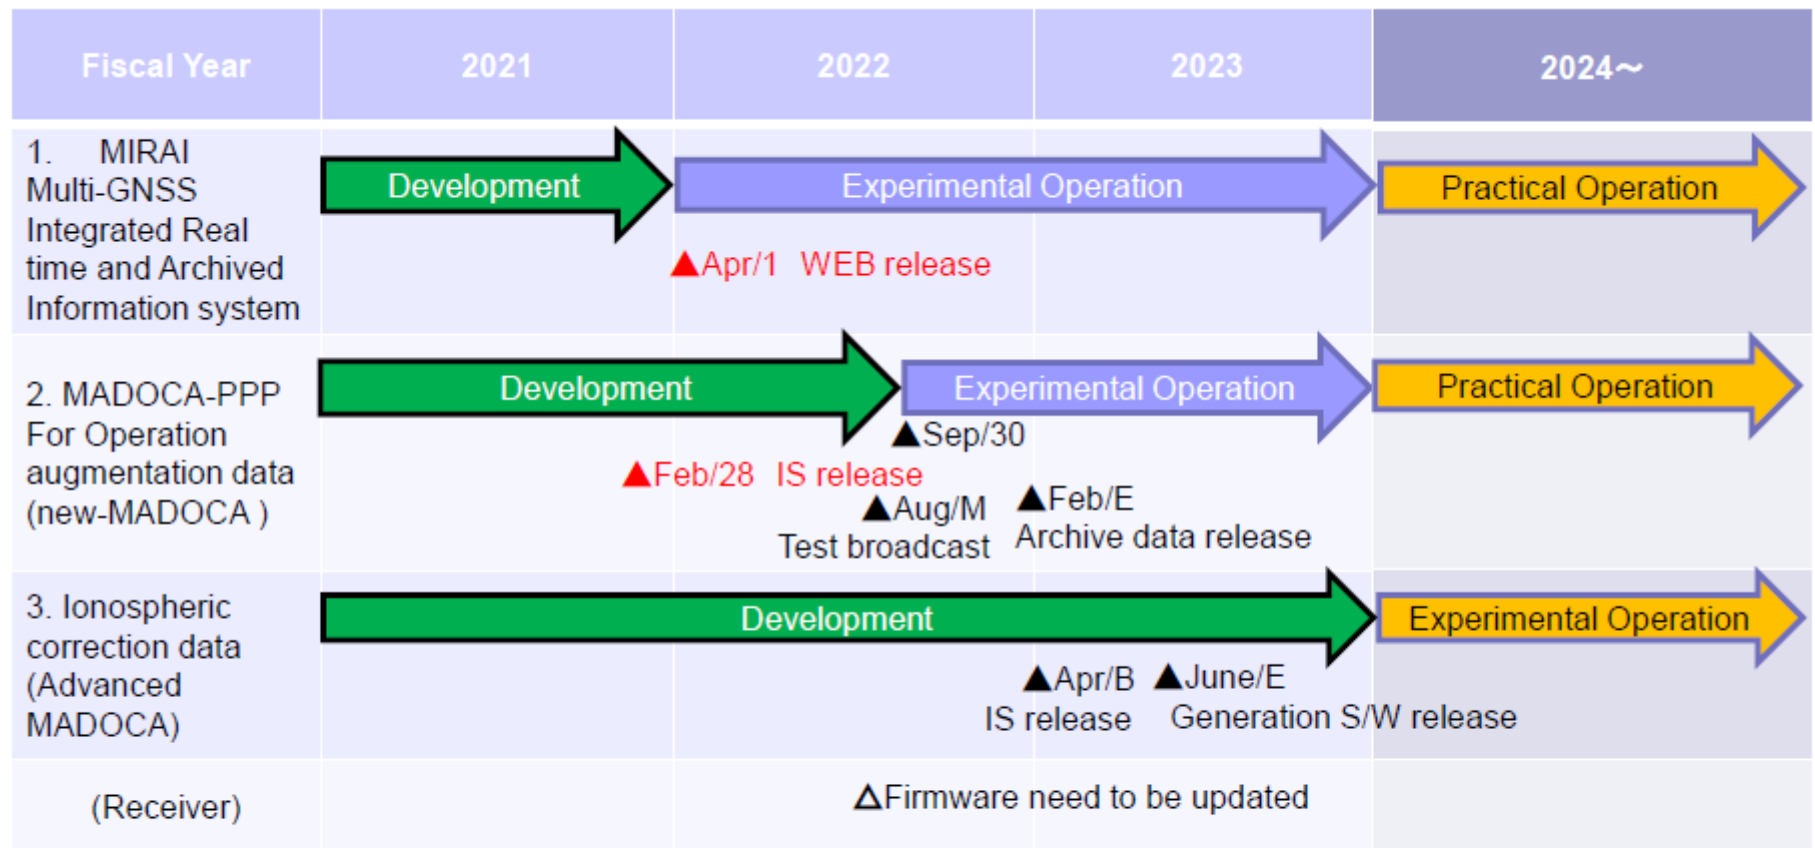 Fiscal Year 2021 2022 2023 2024～
1. MIRAI
Multi-GNSS
Integrated Real
time and Archived
Information system
Development Experimental Operation Practical Operation
▲Apr/1 WEB release
2. MADOCA-PPP
For Operation
augmentation data
(new-MADOCA )
Development Experimental Operation Practical Operation
▲Sep/30
▲Feb/28 IS release
▲Aug/M
Test broadcast
▲Feb/E
Archive data release
3. Ionospheric
correction data
(Advanced
MADOCA)
Development Experimental Operation
▲Apr/B ▲June/E
IS release Generation S/W release
(Receiver)
△Firmware need to be updated